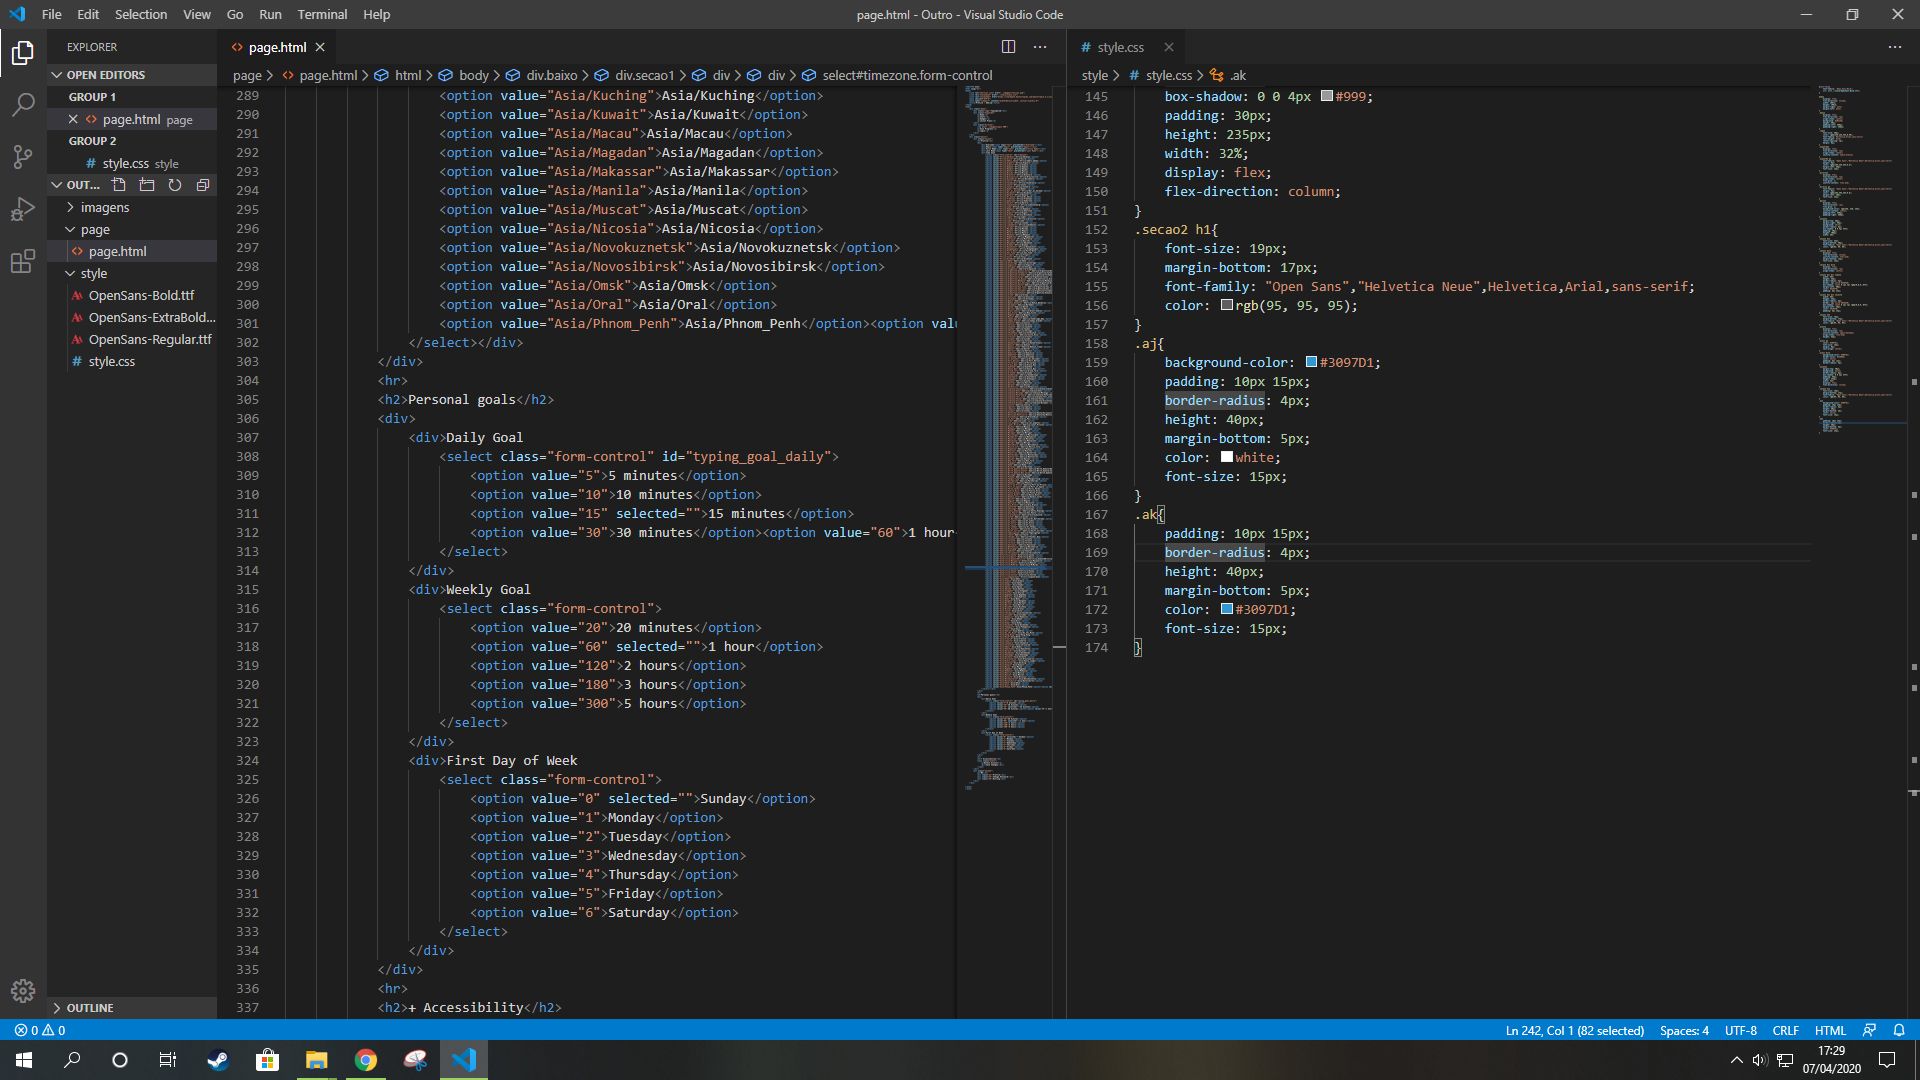 File Edit Selection View Go Run Terminal Help
page.html - Outro - Visual Studio Code
EXPLORER
OPEN EDITORS
GROUP 1
page.html page
GROUP 2
# style.css style
OUT...
imagens
page
page.html
style
OpenSans-Bold.ttf
OpenSans-ExtraBold...
OpenSans-Regular.ttf
# style.css
OUTLINE
page.html
page > page.html > html > body > div.baixo > div.secao1 > div > div > select#timezone.form-control
289 <option value="Asia/Kuching">Asia/Kuching</option>
290 <option value="Asia/Kuwait">Asia/Kuwait</option>
291 <option value="Asia/Macau">Asia/Macau</option>
292 <option value="Asia/Magadan">Asia/Magadan</option>
293 <option value="Asia/Makassar">Asia/Makassar</option>
294 <option value="Asia/Manila">Asia/Manila</option>
295 <option value="Asia/Muscat">Asia/Muscat</option>
296 <option value="Asia/Nicosia">Asia/Nicosia</option>
297 <option value="Asia/Novokuznetsk">Asia/Novokuznetsk</option>
298 <option value="Asia/Novosibirsk">Asia/Novosibirsk</option>
299 <option value="Asia/Omsk">Asia/Omsk</option>
300 <option value="Asia/Oral">Asia/Oral</option>
301 <option value="Asia/Phnom_Penh">Asia/Phnom_Penh</option><option valu
302 </select></div>
303 </div>
304 <hr>
305 <h2>Personal goals</h2>
306 <div>
307 <div>Daily Goal
308 <select class="form-control" id="typing_goal_daily">
309 <option value="5">5 minutes</option>
310 <option value="10">10 minutes</option>
311 <option value="15" selected="">15 minutes</option>
312 <option value="30">30 minutes</option><option value="60">1 hour
313 </select>
314 </div>
315 <div>Weekly Goal
316 <select class="form-control">
317 <option value="20">20 minutes</option>
318 <option value="60" selected="">1 hour</option>
319 <option value="120">2 hours</option>
320 <option value="180">3 hours</option>
321 <option value="300">5 hours</option>
322 </select>
323 </div>
324 <div>First Day of Week
325 <select class="form-control">
326 <option value="0" selected="">Sunday</option>
327 <option value="1">Monday</option>
328 <option value="2">Tuesday</option>
329 <option value="3">Wednesday</option>
330 <option value="4">Thursday</option>
331 <option value="5">Friday</option>
332 <option value="6">Saturday</option>
333 </select>
334 </div>
335 </div>
336 <hr>
337 <h2>+ Accessibility</h2>
# style.css
style > # style.css > .ak
145 box-shadow: 0 0 4px #999;
146 padding: 30px;
147 height: 235px;
148 width: 32%;
149 display: flex;
150 flex-direction: column;
151 }
152 .secao2 h1{
153 font-size: 19px;
154 margin-bottom: 17px;
155 font-family: "Open Sans","Helvetica Neue",Helvetica,Arial,sans-serif;
156 color: rgb(95, 95, 95);
157 }
158 .aj{
159 background-color: #3097D1;
160 padding: 10px 15px;
161 border-radius: 4px;
162 height: 40px;
163 margin-bottom: 5px;
164 color: white;
165 font-size: 15px;
166 }
167 .ak{
168 padding: 10px 15px;
169 border-radius: 4px;
170 height: 40px;
171 margin-bottom: 5px;
172 color: #3097D1;
173 font-size: 15px;
174 }
0 0
Ln 242, Col 1 (82 selected) Spaces: 4 UTF-8 CRLF HTML
17:29
07/04/2020